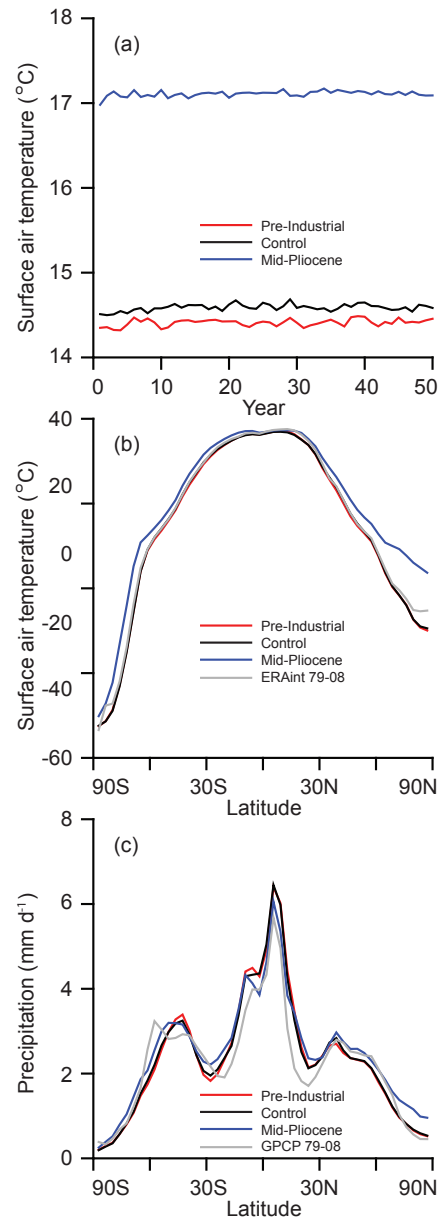 18
(a)
17
16
15
14
Surface air temperature (°C)
Pre-Industrial
Control
Mid-Pliocene
0 10 20 30 40 50
Year
40
(b)
20
0
-20
-40
-60
Surface air temperature (°C)
Pre-Industrial
Control
Mid-Pliocene
ERAint 79-08
90S 30S 30N 90N
Latitude
8
(c)
6
4
2
0
Precipitation (mm d⁻¹)
Pre-Industrial
Control
Mid-Pliocene
GPCP 79-08
90S 30S 30N 90N
Latitude